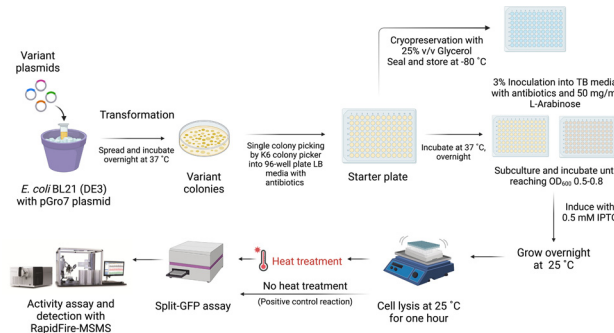 Variant
plasmids
E. coli BL21 (DE3)
with pGro7 plasmid
Transformation
Spread and incubate
overnight at 37 ˚C
Variant
colonies
Single colony picking
by K6 colony picker
into 96-well plate LB
media with
antibiotics
Starter plate
Cryopreservation with
25% v/v Glycerol
Seal and store at -80 ˚C
Incubate at 37 ˚C,
overnight
3% Inoculation into TB media
with antibiotics and 50 mg/m
L-Arabinose
Subculture and incubate unt
reaching OD₆₀₀ 0.5-0.8
Induce with
0.5 mM IPTG
Grow overnight
at 25 ˚C
Cell lysis at 25 ˚C
for one hour
Heat treatment
No heat treatment
(Positive control reaction)
Split-GFP assay
Activity assay and
detection with
RapidFire-MSMS